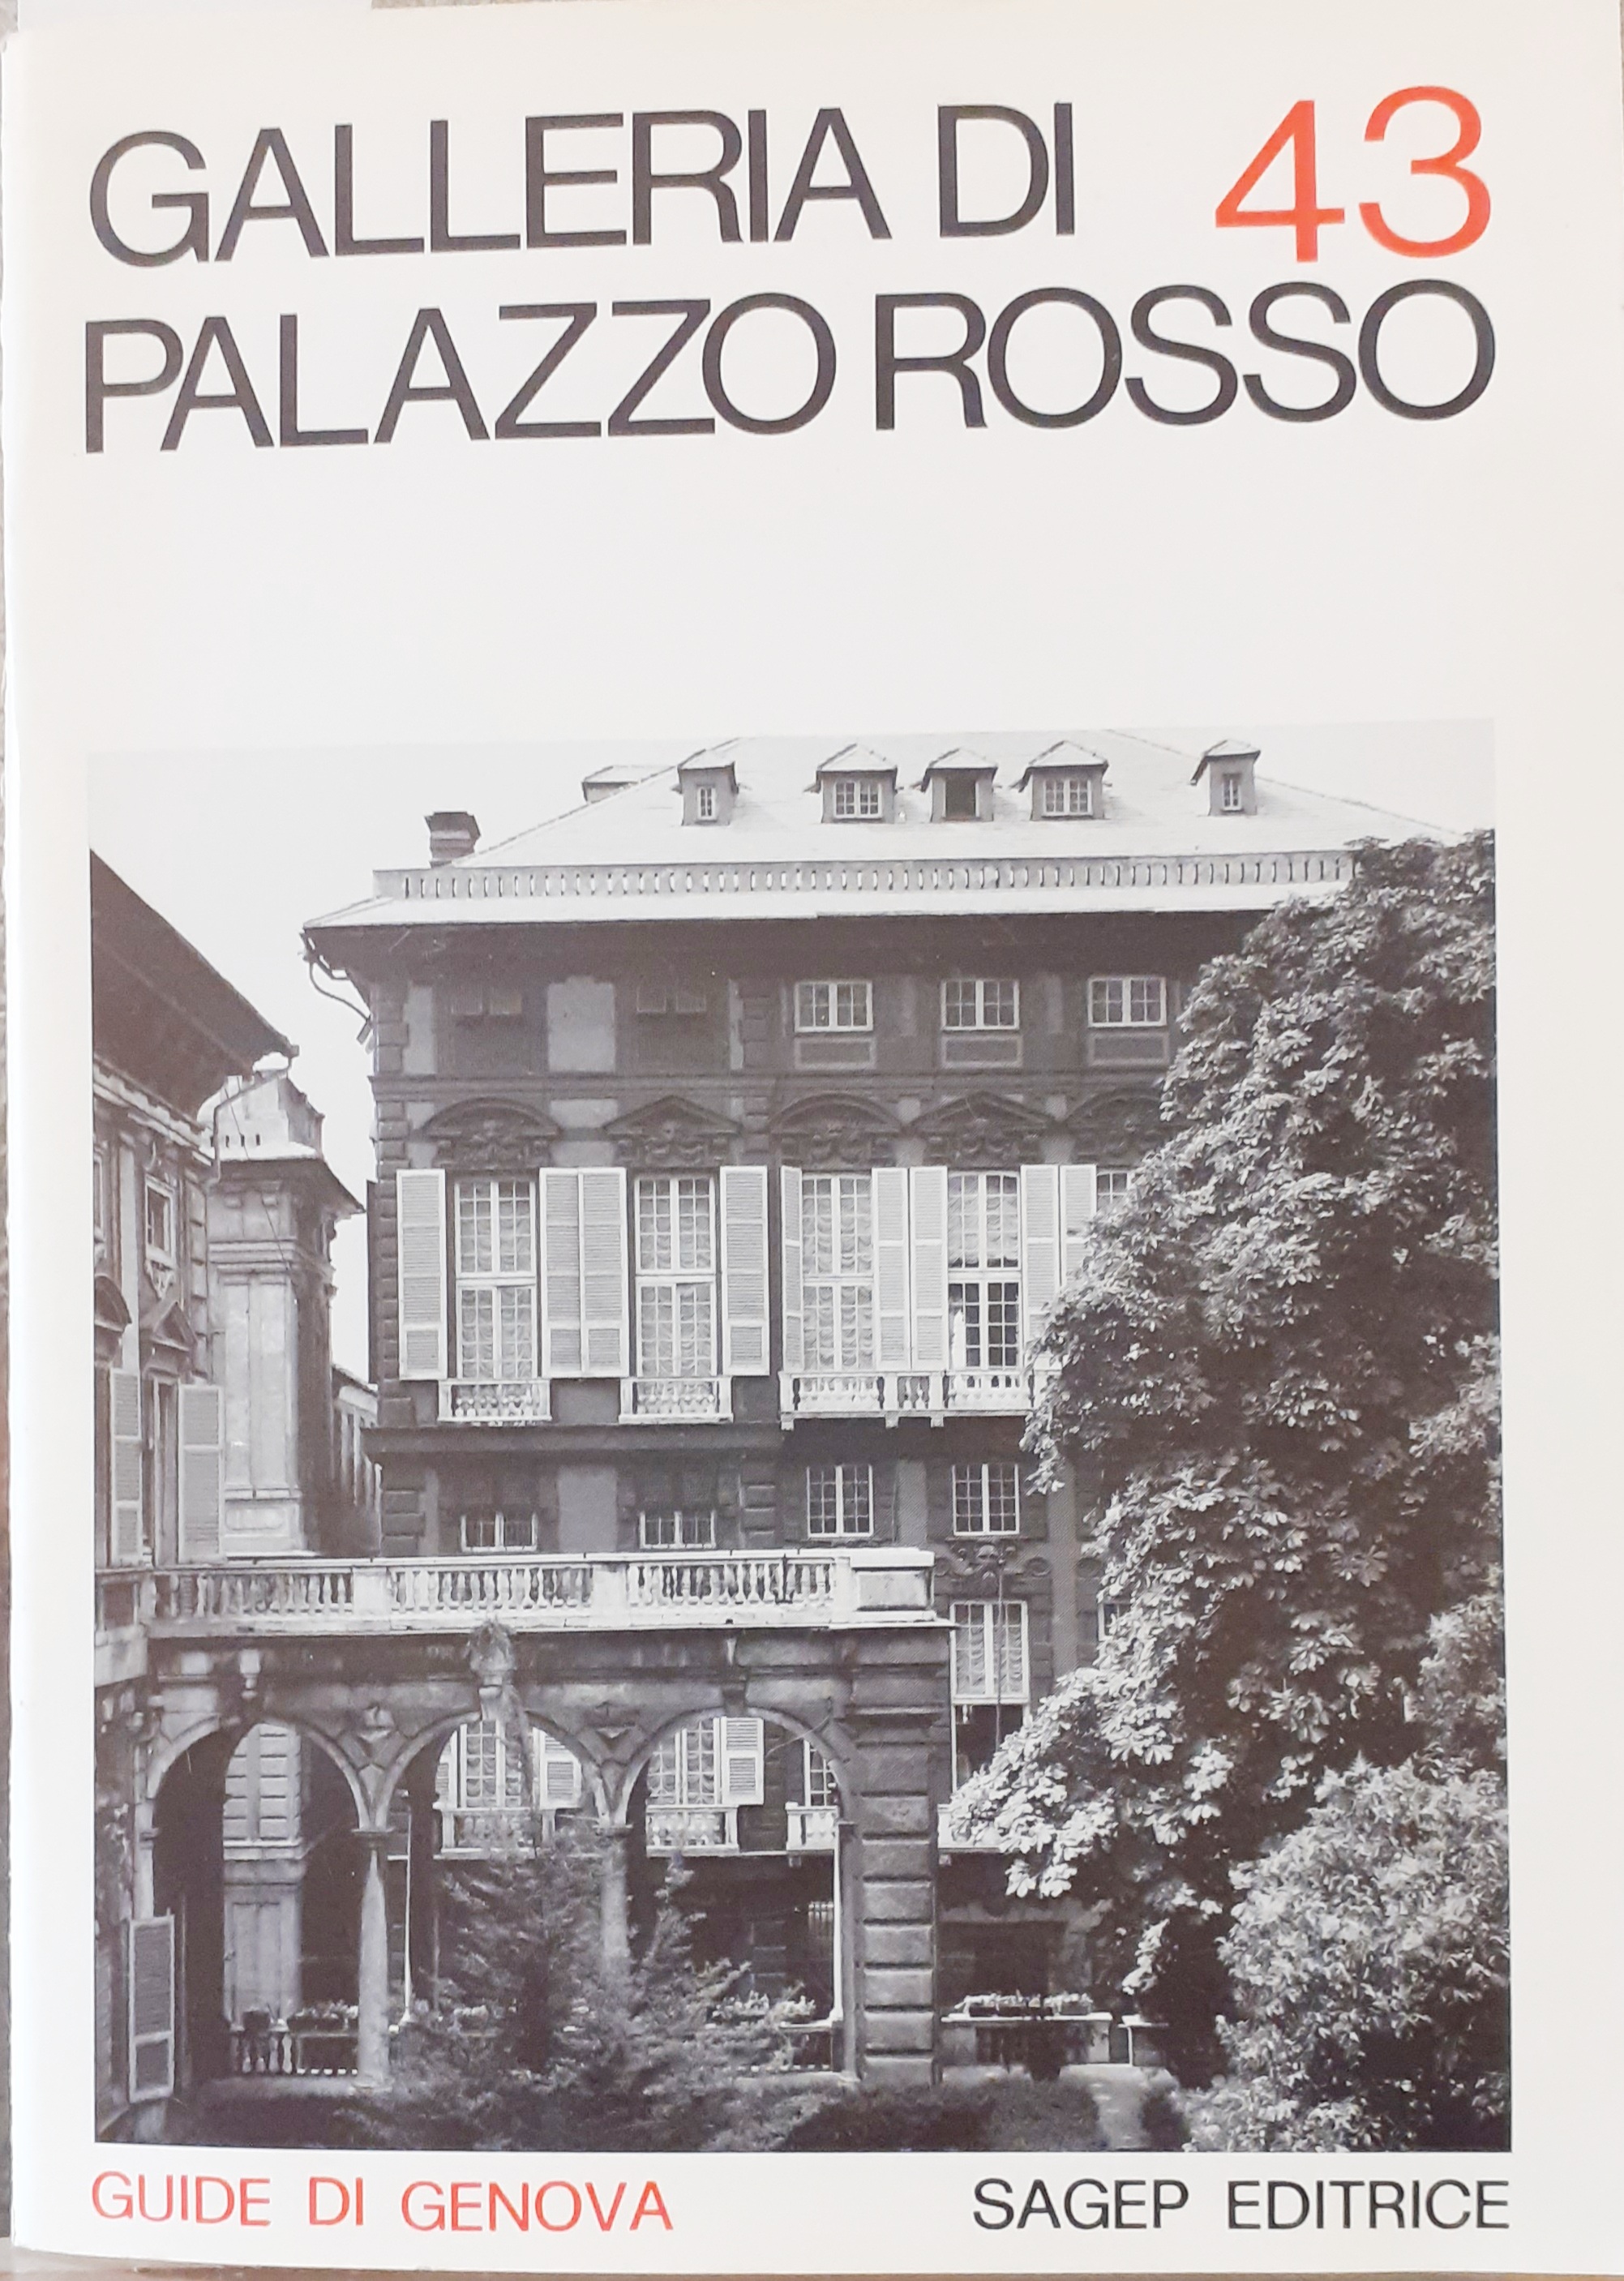 GALLERIA DI 43
PALAZZO ROSSO
GUIDE DI GENOVA SAGEP EDITRICE